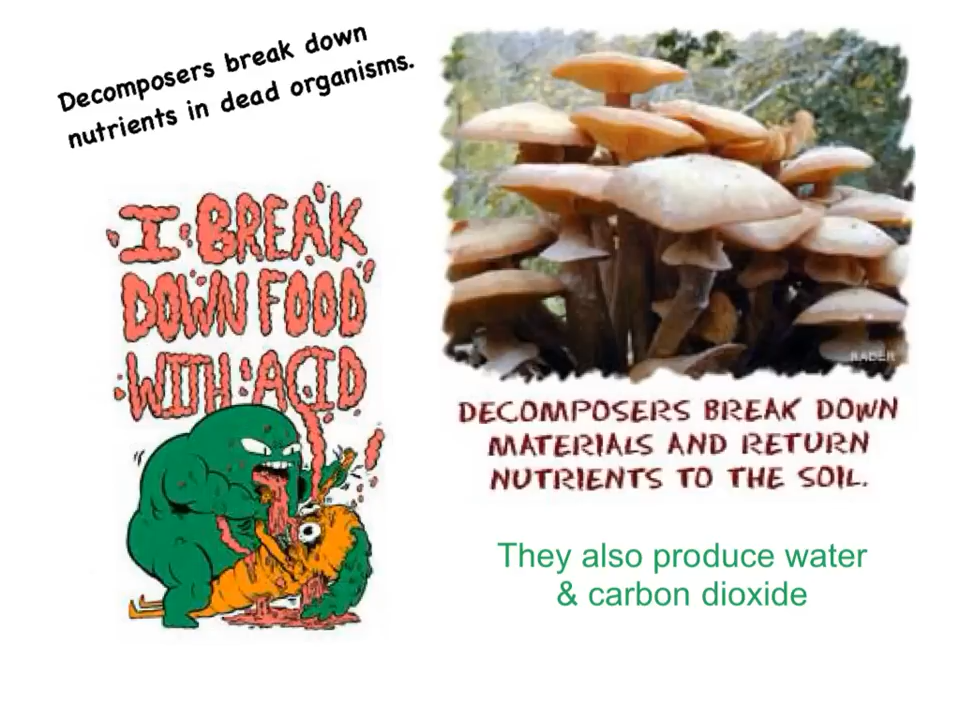 Decomposers break down
nutrients in dead organisms.
I BREAK
DOWN FOOD
WITH ACID
RADER
DECOMPOSERS BREAK DOWN
MATERIALS AND RETURN
NUTRIENTS TO THE SOIL.
They also produce water
& carbon dioxide